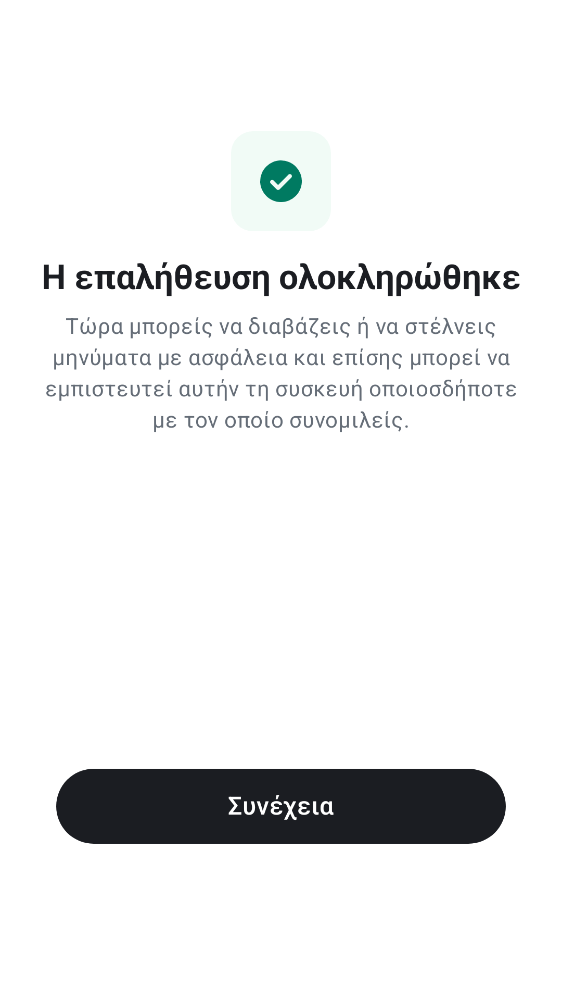 Η επαλήθευση ολοκληρώθηκε
Τώρα μπορείς να διαβάζεις ή να στέλνεις
μηνύματα με ασφάλεια και επίσης μπορεί να
εμπιστευτεί αυτήν τη συσκευή οποιοσδήποτε
με τον οποίο συνομιλείς.
Συνέχεια